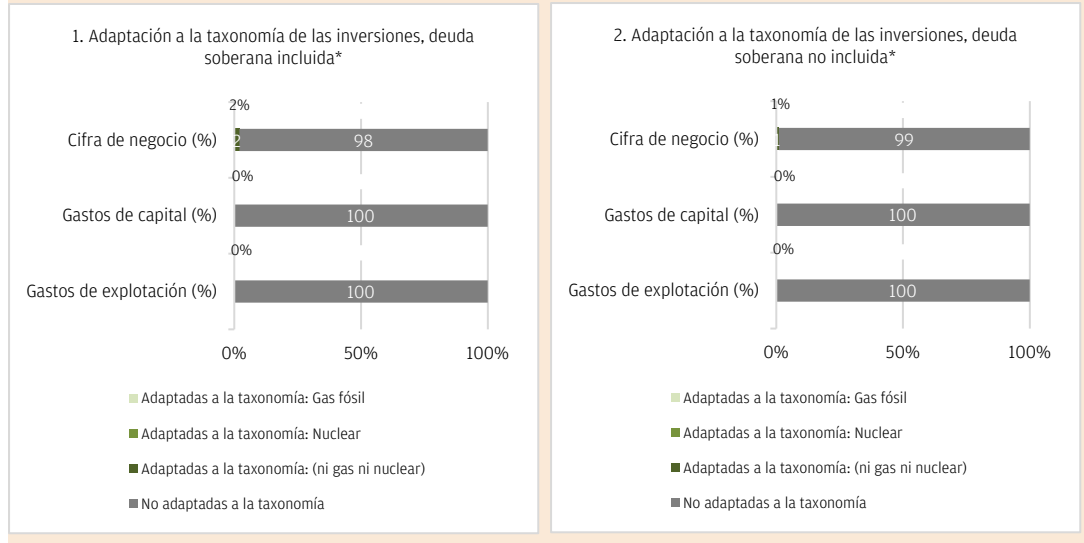 1. Adaptación a la taxonomía de las inversiones, deuda
soberana incluida*
2%
Cifra de negocio (%)
2 98
0%
Gastos de capital (%)
100
0%
Gastos de explotación (%)
100
0% 50% 100%
Adaptadas a la taxonomía: Gas fósil
Adaptadas a la taxonomía: Nuclear
Adaptadas a la taxonomía: (ni gas ni nuclear)
No adaptadas a la taxonomía
2. Adaptación a la taxonomía de las inversiones, deuda
soberana no incluida*
1%
Cifra de negocio (%)
1 99
0%
Gastos de capital (%)
100
0%
Gastos de explotación (%)
100
0% 50% 100%
Adaptadas a la taxonomía: Gas fósil
Adaptadas a la taxonomía: Nuclear
Adaptadas a la taxonomía: (ni gas ni nuclear)
No adaptadas a la taxonomía